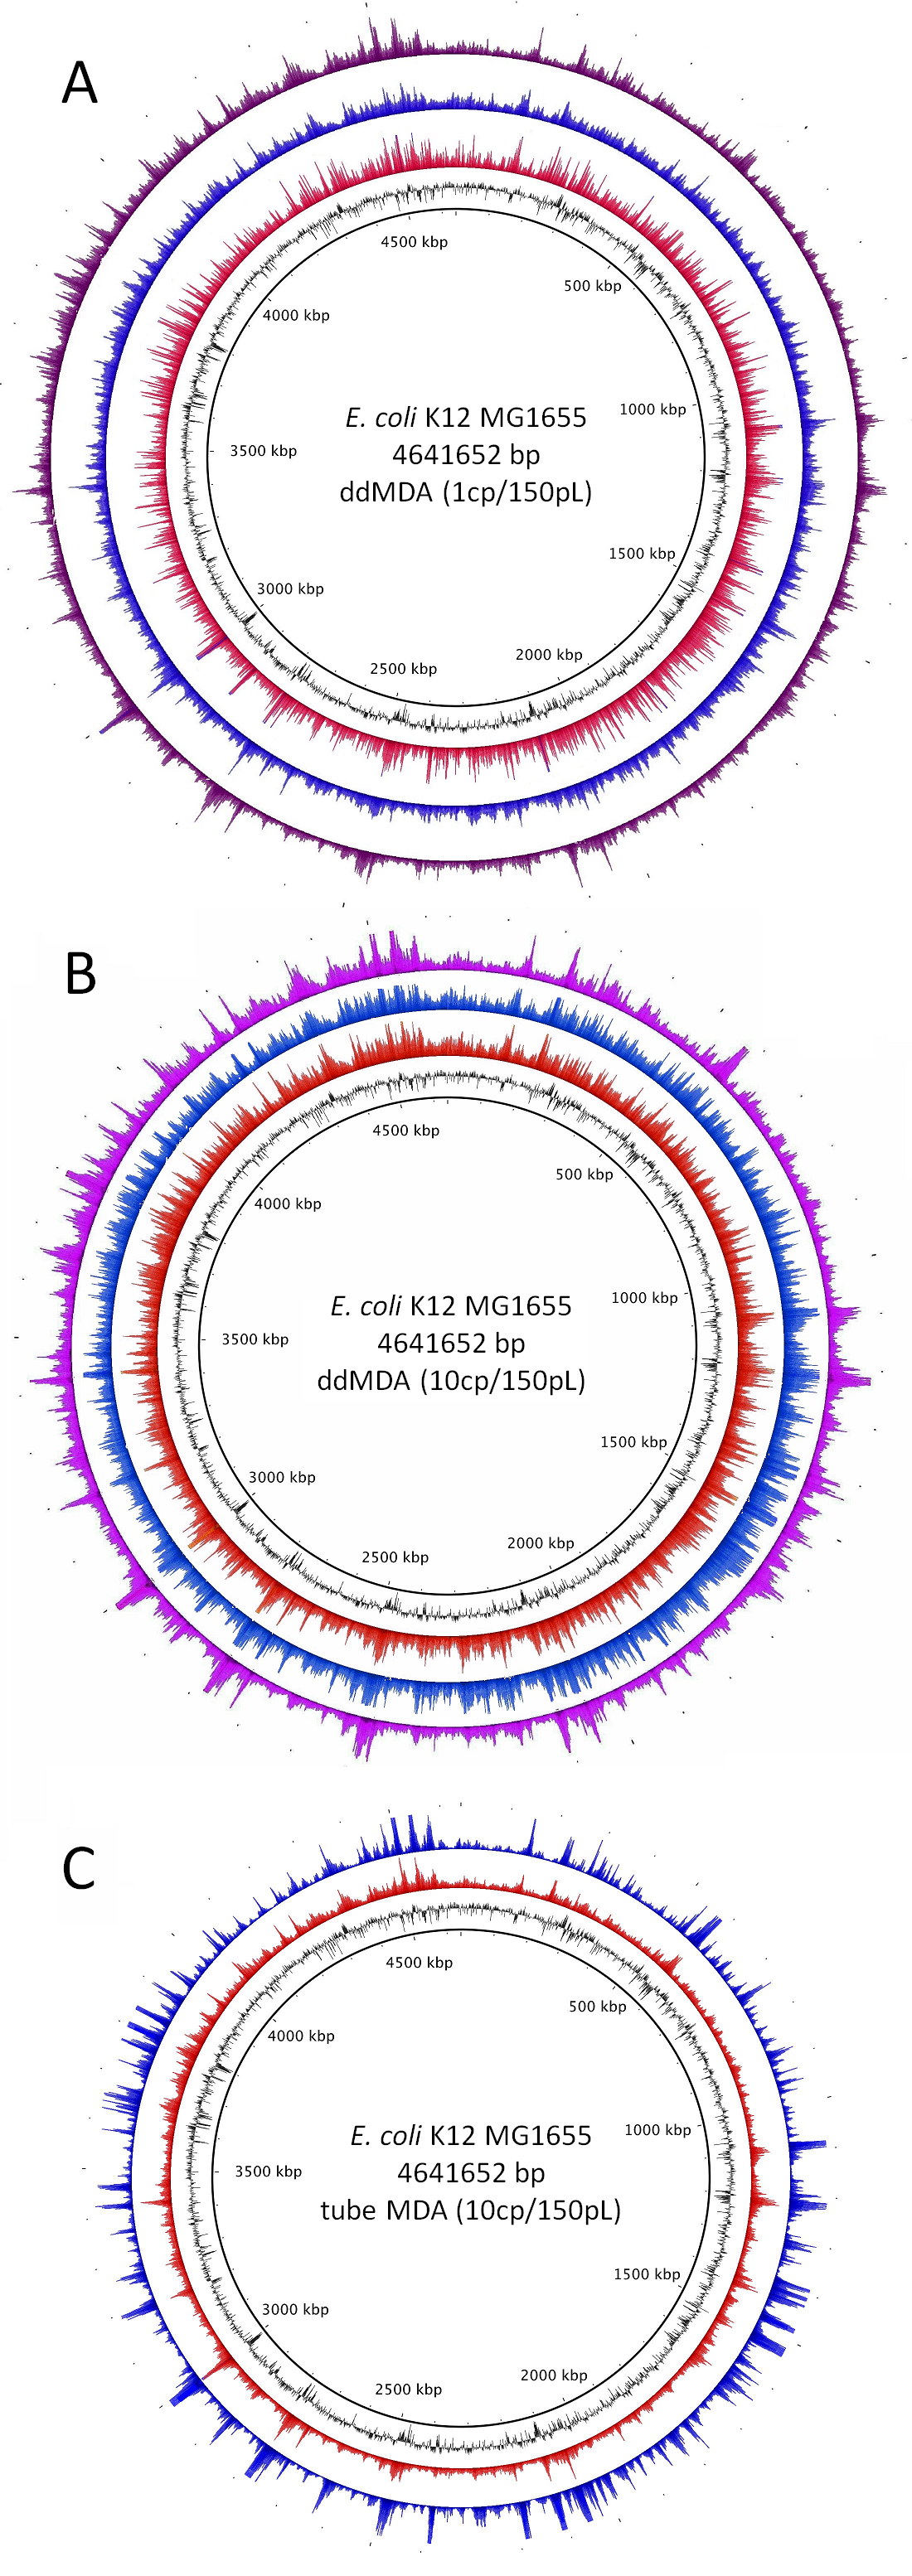 A
4500 kbp
500 kbp
4000 kbp
1000 kbp
E. coli K12 MG1655
3500 kbp
4641652 bp
ddMDA (1cp/150pL)
1500 kbp
3000 kbp
2000 kbp
2500 kbp
B
4500 kbp
500 kbp
4000 kbp
1000 kbp
E. coli K12 MG1655
3500 kbp
4641652 bp
ddMDA (10cp/150pL)
1500 kbp
3000 kbp
2000 kbp
2500 kbp
C
4500 kbp
500 kbp
4000 kbp
1000 kbp
E. coli K12 MG1655
3500 kbp
4641652 bp
tube MDA (10cp/150pL)
1500 kbp
3000 kbp
2000 kbp
2500 kbp